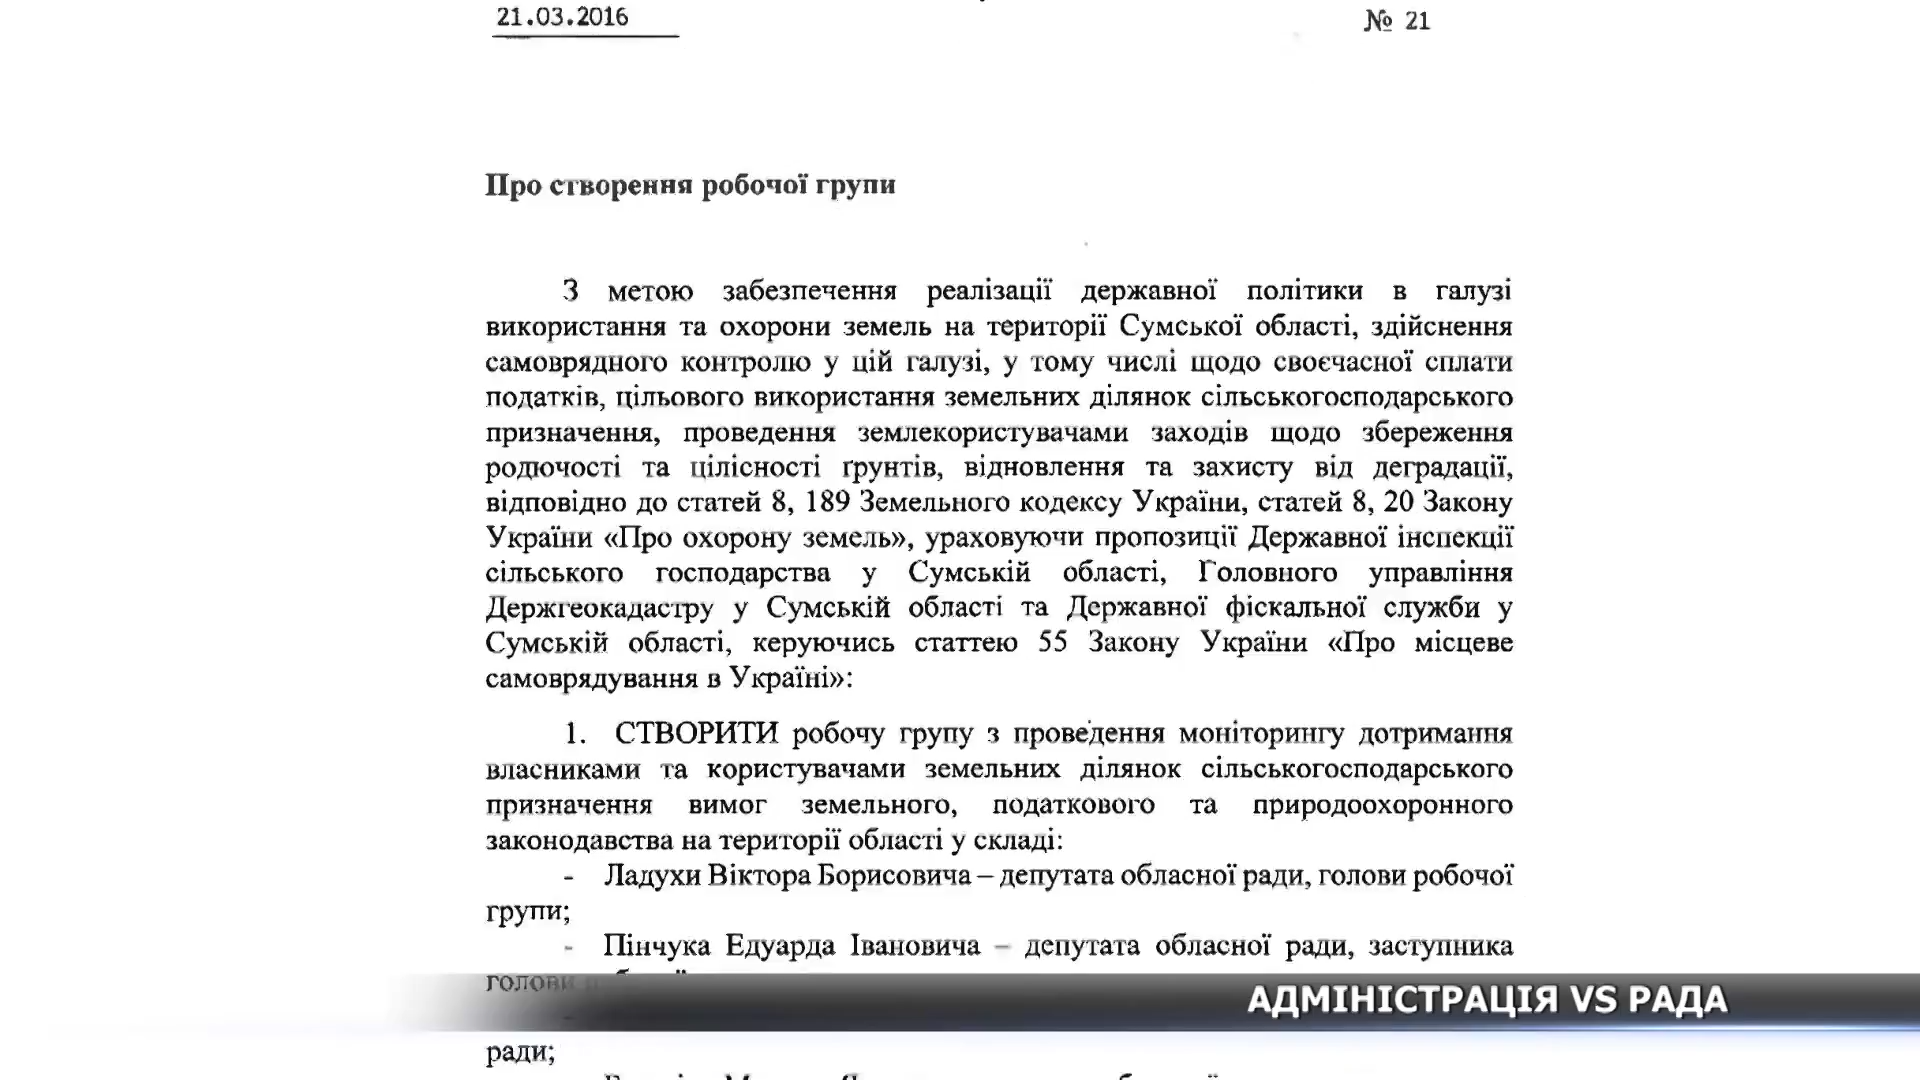 21.03.2016 № 21
Про створення робочої групи
З метою забезпечення реалізації державної політики в галузі
використання та охорони земель на території Сумської області, здійснення
самоврядного контролю у цій галузі, у тому числі щодо своєчасної сплати
податків, цільового використання земельних ділянок сільськогосподарського
призначення, проведення землекористувачами заходів щодо збереження
родючості та цілісності ґрунтів, відновлення та захисту від деградації,
відповідно до статей 8, 189 Земельного кодексу України, статей 8, 20 Закону
України «Про охорону земель», ураховуючи пропозиції Державної інспекції
сільського господарства у Сумській області, Головного управління
Держгеокадастру у Сумській області та Державної фіскальної служби у
Сумській області, керуючись статтею 55 Закону України «Про місцеве
самоврядування в Україні»:
1. СТВОРИТИ робочу групу з проведення моніторингу дотримання
власниками та користувачами земельних ділянок сільськогосподарського
призначення вимог земельного, податкового та природоохоронного
законодавства на території області у складі:
- Ладухи Віктора Борисовича – депутата обласної ради, голови робочої
групи;
- Пінчука Едуарда Івановича – депутата обласної ради, заступника
голови
АДМІНІСТРАЦІЯ VS РАДА
ради;